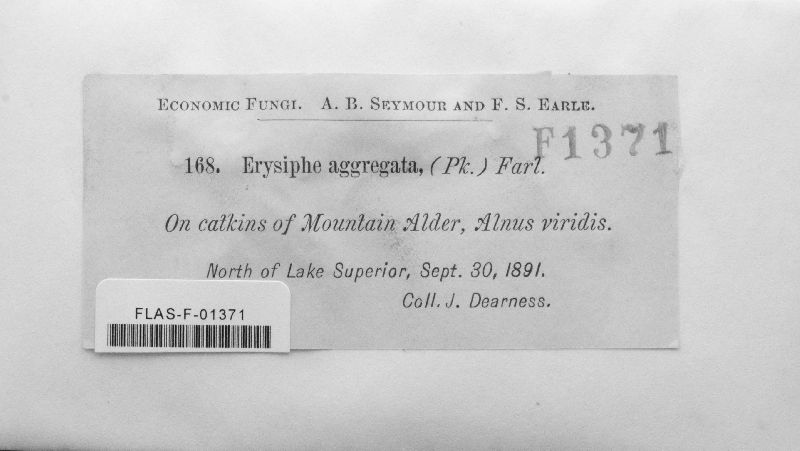 Economic Fungi. A. B. Seymour and F. S. Earle.
F1371
168. Erysiphe aggregata, (Pk.) Farl.
On catkins of Mountain Alder, Alnus viridis.
North of Lake Superior, Sept. 30, 1891.
Coll. J. Dearness.
FLAS-F-01371